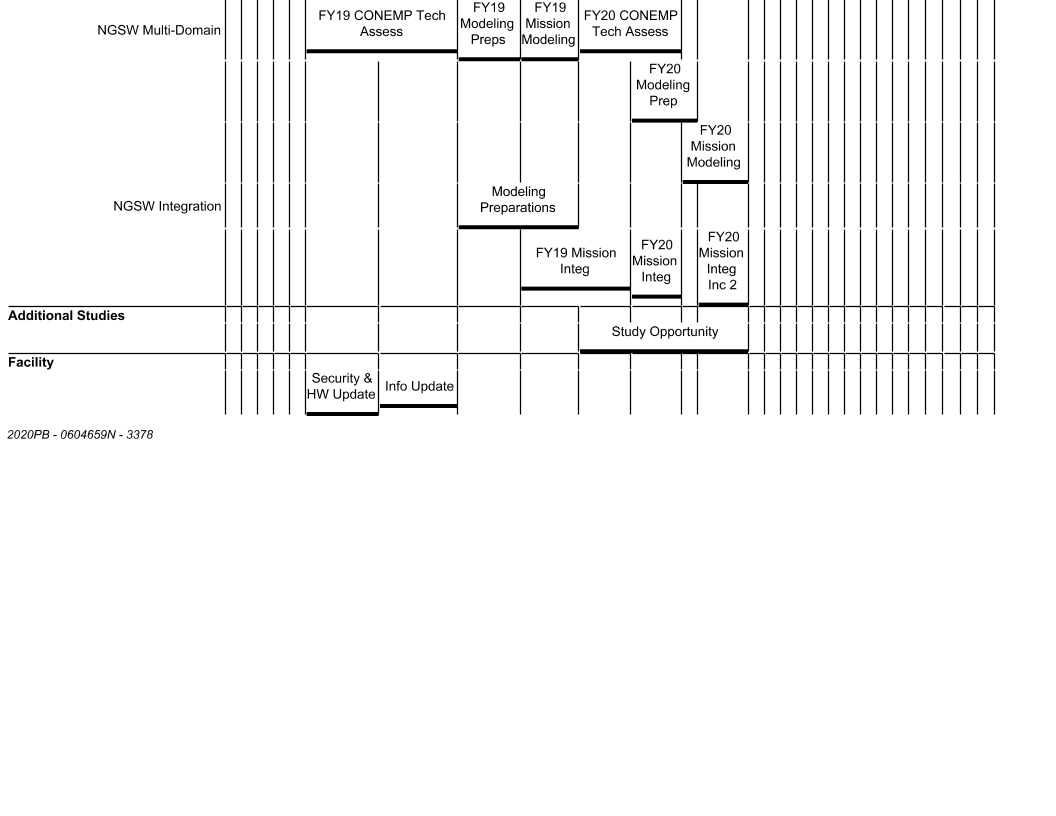 NGSW Multi-Domain
FY19 CONEMP Tech
Assess
FY19
Modeling
Preps
FY19
Mission
Modeling
FY20 CONEMP
Tech Assess
FY20
Modeling
Prep
FY20
Mission
Modeling
NGSW Integration
Modeling
Preparations
FY19 Mission
Integ
FY20
Mission
Integ
FY20
Mission
Integ
Inc 2
Additional Studies
Study Opportunity
Facility
Security &
HW Update
Info Update
2020PB - 0604659N - 3378